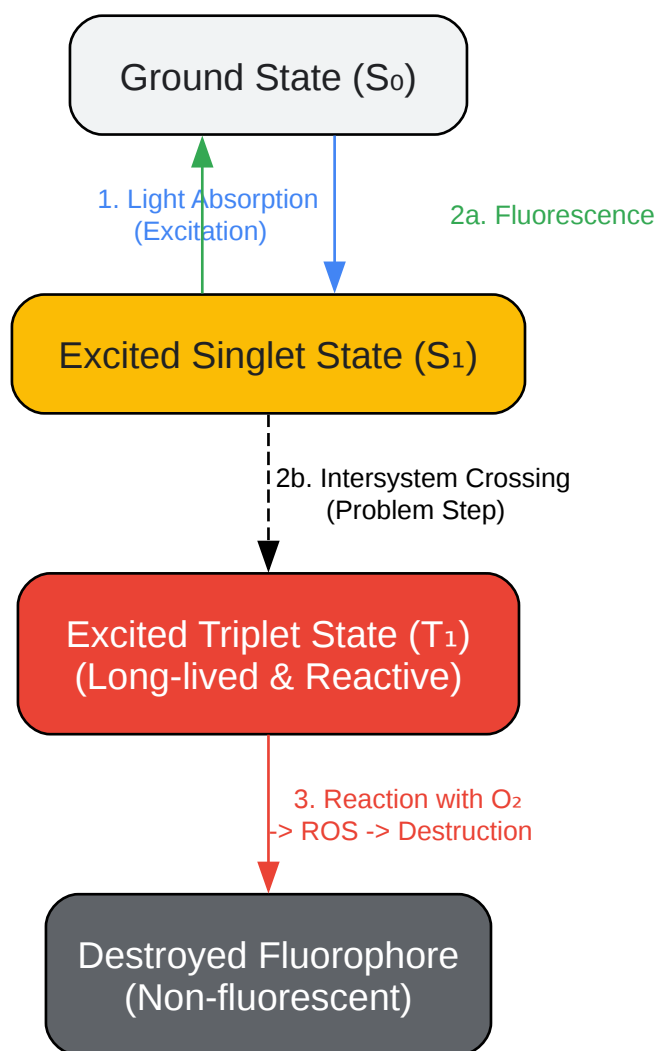 Ground State (S₀)
1. Light Absorption
(Excitation)
2a. Fluorescence
Excited Singlet State (S₁)
2b. Intersystem Crossing
(Problem Step)
Excited Triplet State (T₁)
(Long-lived & Reactive)
3. Reaction with O₂
-> ROS -> Destruction
Destroyed Fluorophore
(Non-fluorescent)